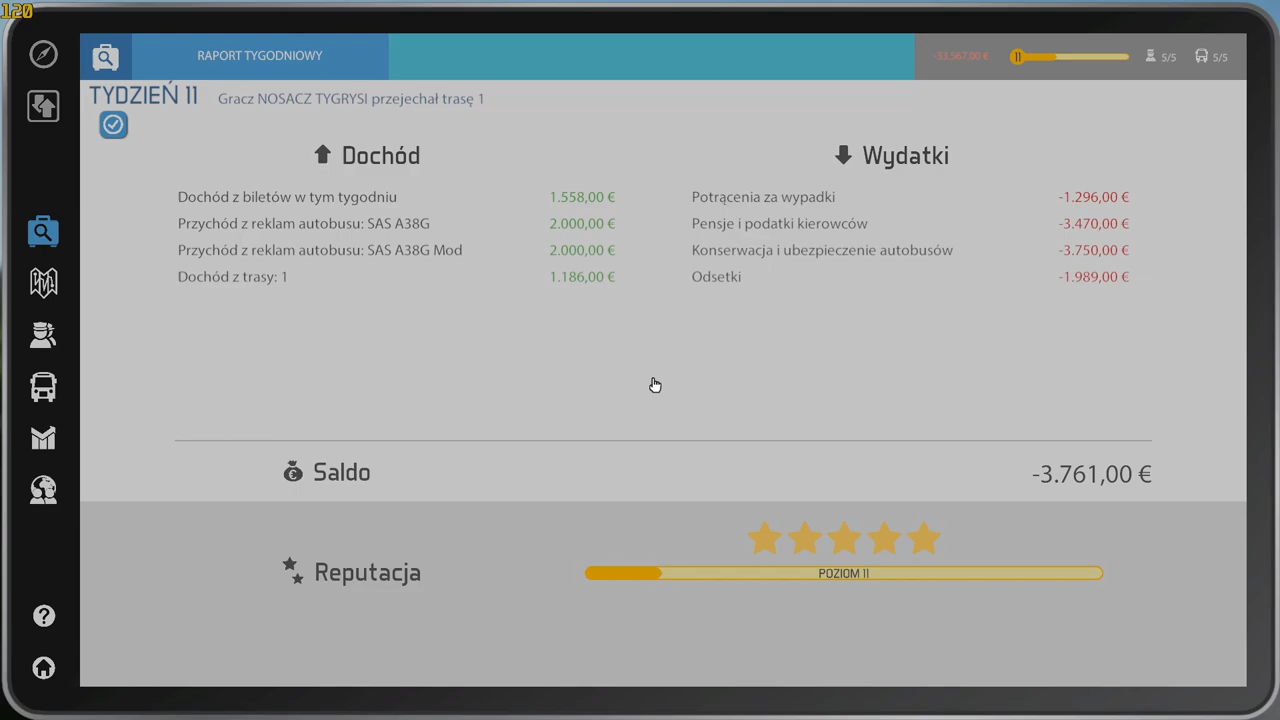 120
RAPORT TYGODNIOWY
-33.567,00 €
11
5/5
5/5
TYDZIEŃ 11
Gracz NOSACZ TYGRYSI przejechał trasę 1
Dochód
Dochód z biletów w tym tygodniu 1.558,00 €
Przychód z reklam autobusu: SAS A38G 2.000,00 €
Przychód z reklam autobusu: SAS A38G Mod 2.000,00 €
Dochód z trasy: 1 1.186,00 €
Wydatki
Potrącenia za wypadki -1.296,00 €
Pensje i podatki kierowców -3.470,00 €
Konserwacja i ubezpieczenie autobusów -3.750,00 €
Odsetki -1.989,00 €
Saldo -3.761,00 €
Reputacja
POZIOM 11